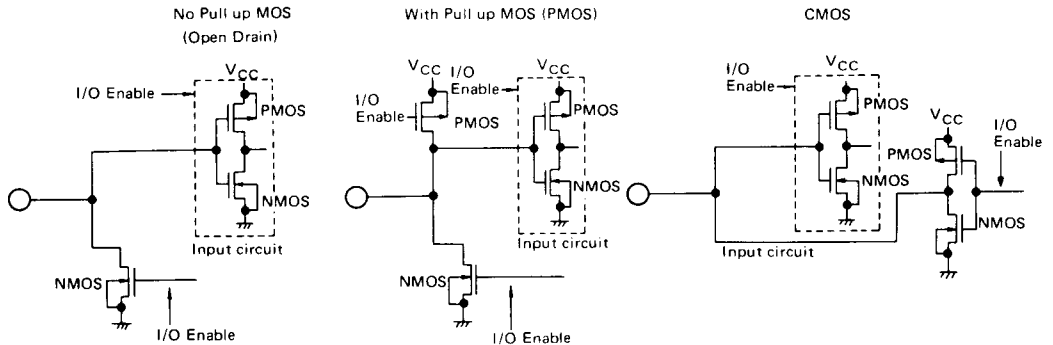 No Pull up MOS
(Open Drain)
I/O Enable
VCC
PMOS
NMOS
Input circuit
NMOS
I/O Enable
With Pull up MOS (PMOS)
VCC
I/O
Enable
PMOS
I/O
Enable
VCC
PMOS
NMOS
Input circuit
NMOS
I/O Enable
CMOS
I/O
Enable
VCC
PMOS
NMOS
Input circuit
VCC
PMOS
I/O
Enable
NMOS